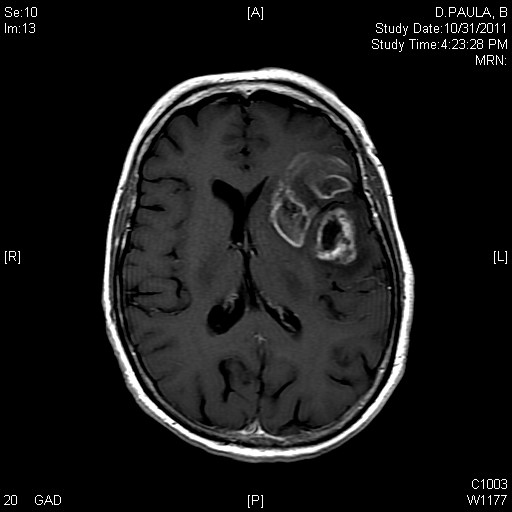 Se:10
Im:13
[A]
D.PAULA, B
Study Date:10/31/2011
Study Time:4:23:28 PM
MRN:
[R]
[L]
20 GAD
[P]
C1003
W1177